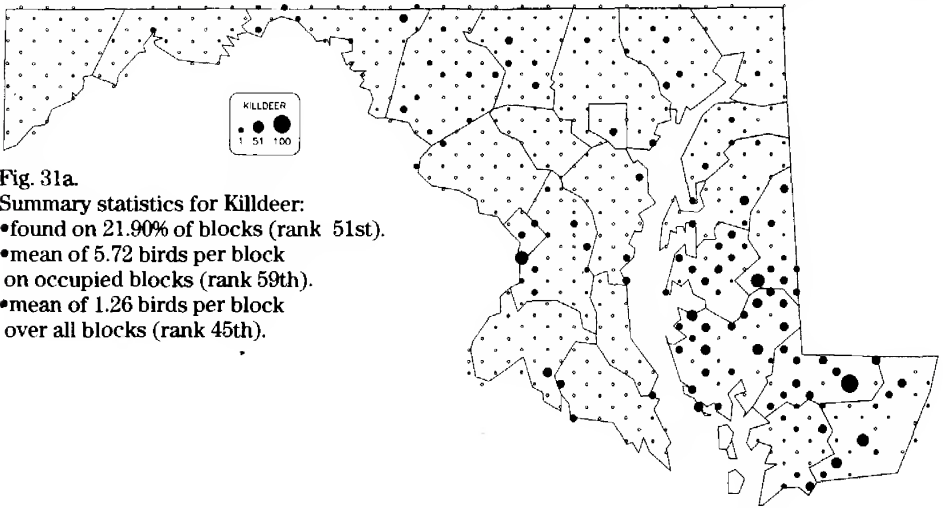 KILLDEER
1 51 100
Fig. 31a.
Summary statistics for Killdeer:
•found on 21.90% of blocks (rank 51st).
•mean of 5.72 birds per block
on occupied blocks (rank 59th).
•mean of 1.26 birds per block
over all blocks (rank 45th).